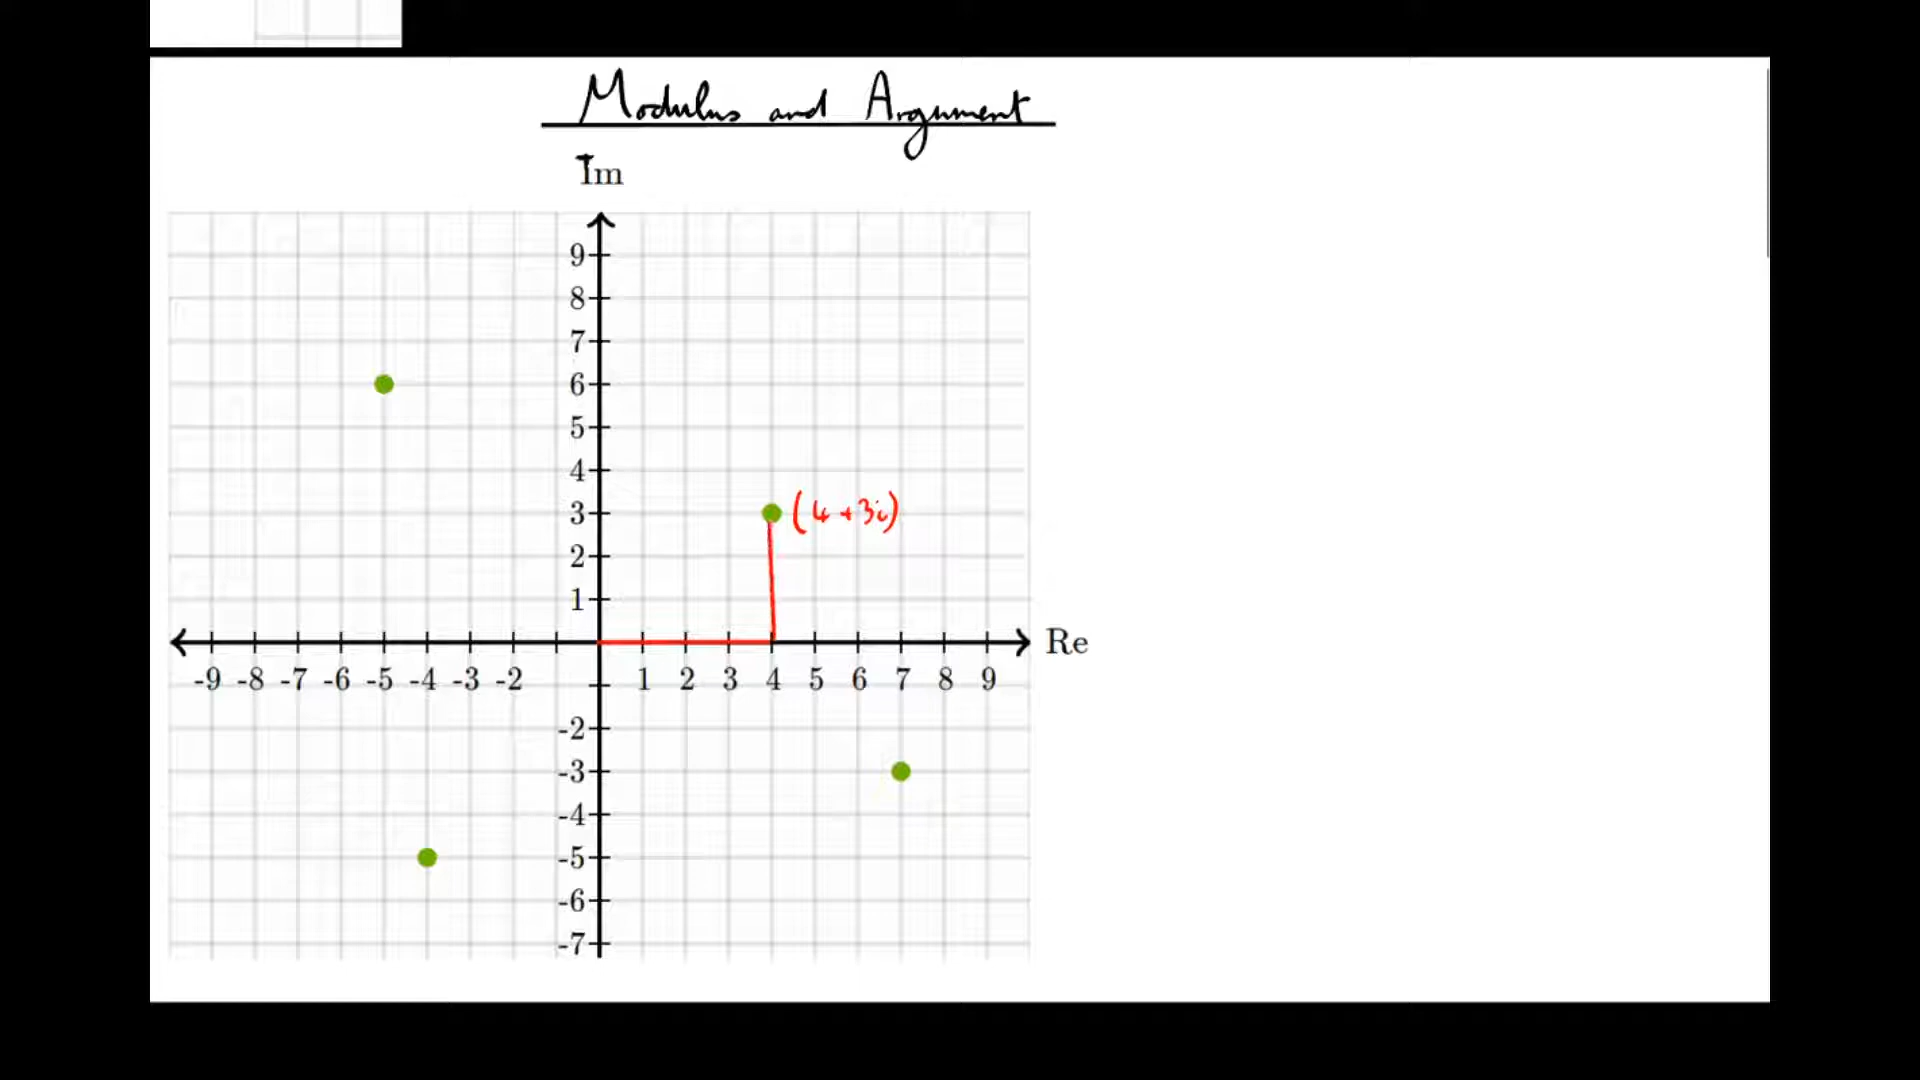 Modulus and Argument
Im
9
8
7
6
5
4
3 (4+3i)
2
1
Re
-9 -8 -7 -6 -5 -4 -3 -2 1 2 3 4 5 6 7 8 9
-2
-3
-4
-5
-6
-7